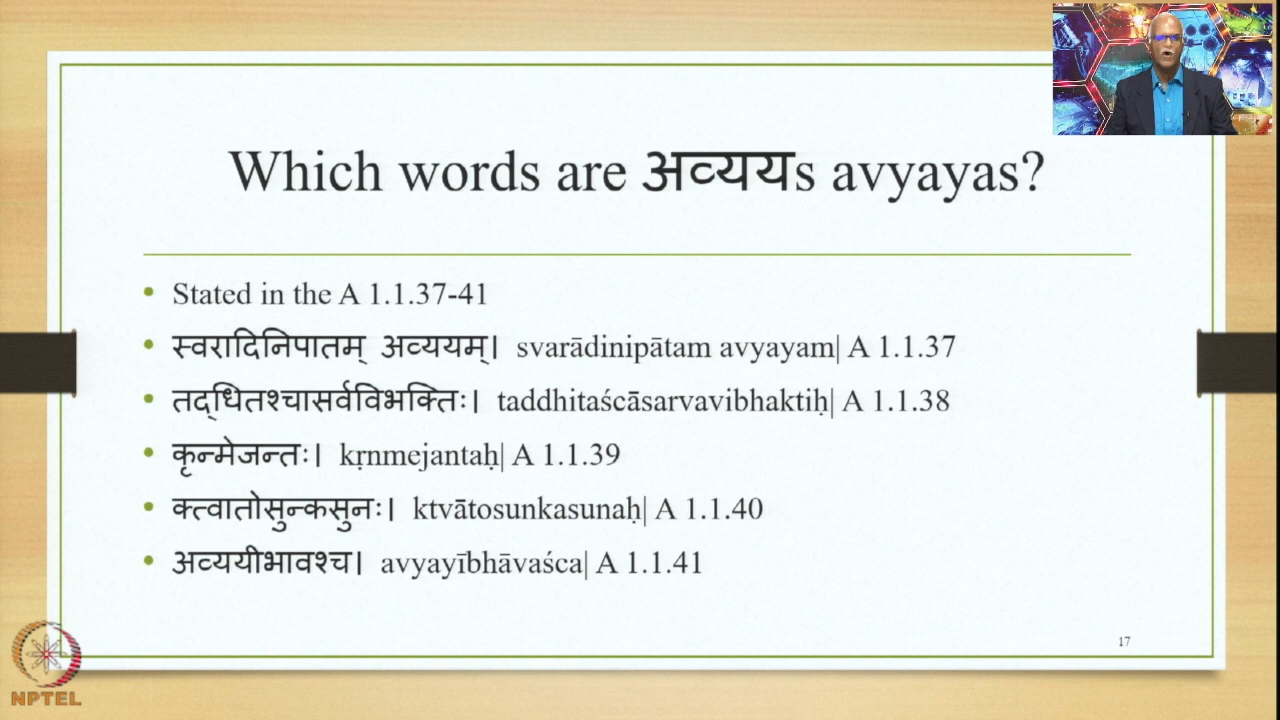 Which words are अव्ययs avyayas?
• Stated in the A 1.1.37-41
• स्वरादिनिपातम् अव्ययम्। svarādinipātam avyayam| A 1.1.37
• तद्‌धितश्चासर्वविभक्तिः। taddhitaścāsarvavibhaktiḥ| A 1.1.38
• कृन्मेजन्तः। kṛnmejantaḥ| A 1.1.39
• क्त्वातोसुन्कसुनः। ktvātosunkasunaḥ| A 1.1.40
• अव्ययीभावश्च। avyayībhāvaśca| A 1.1.41
17
NPTEL